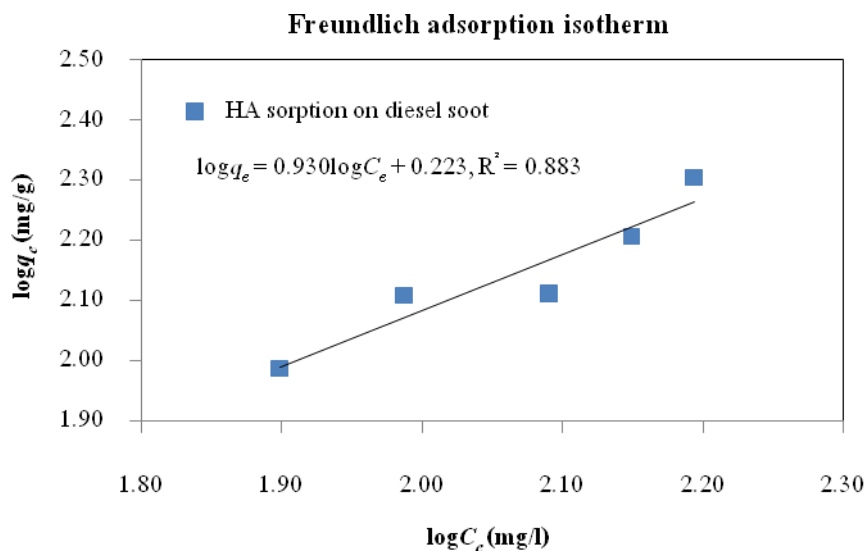 Freundlich adsorption isotherm
2.50
2.40
2.30
2.20
2.10
2.00
1.90
HA sorption on diesel soot
logqₑ = 0.930logCₑ + 0.223, R² = 0.883
logqₑ (mg/g)
1.80 1.90 2.00 2.10 2.20 2.30
logCₑ (mg/l)